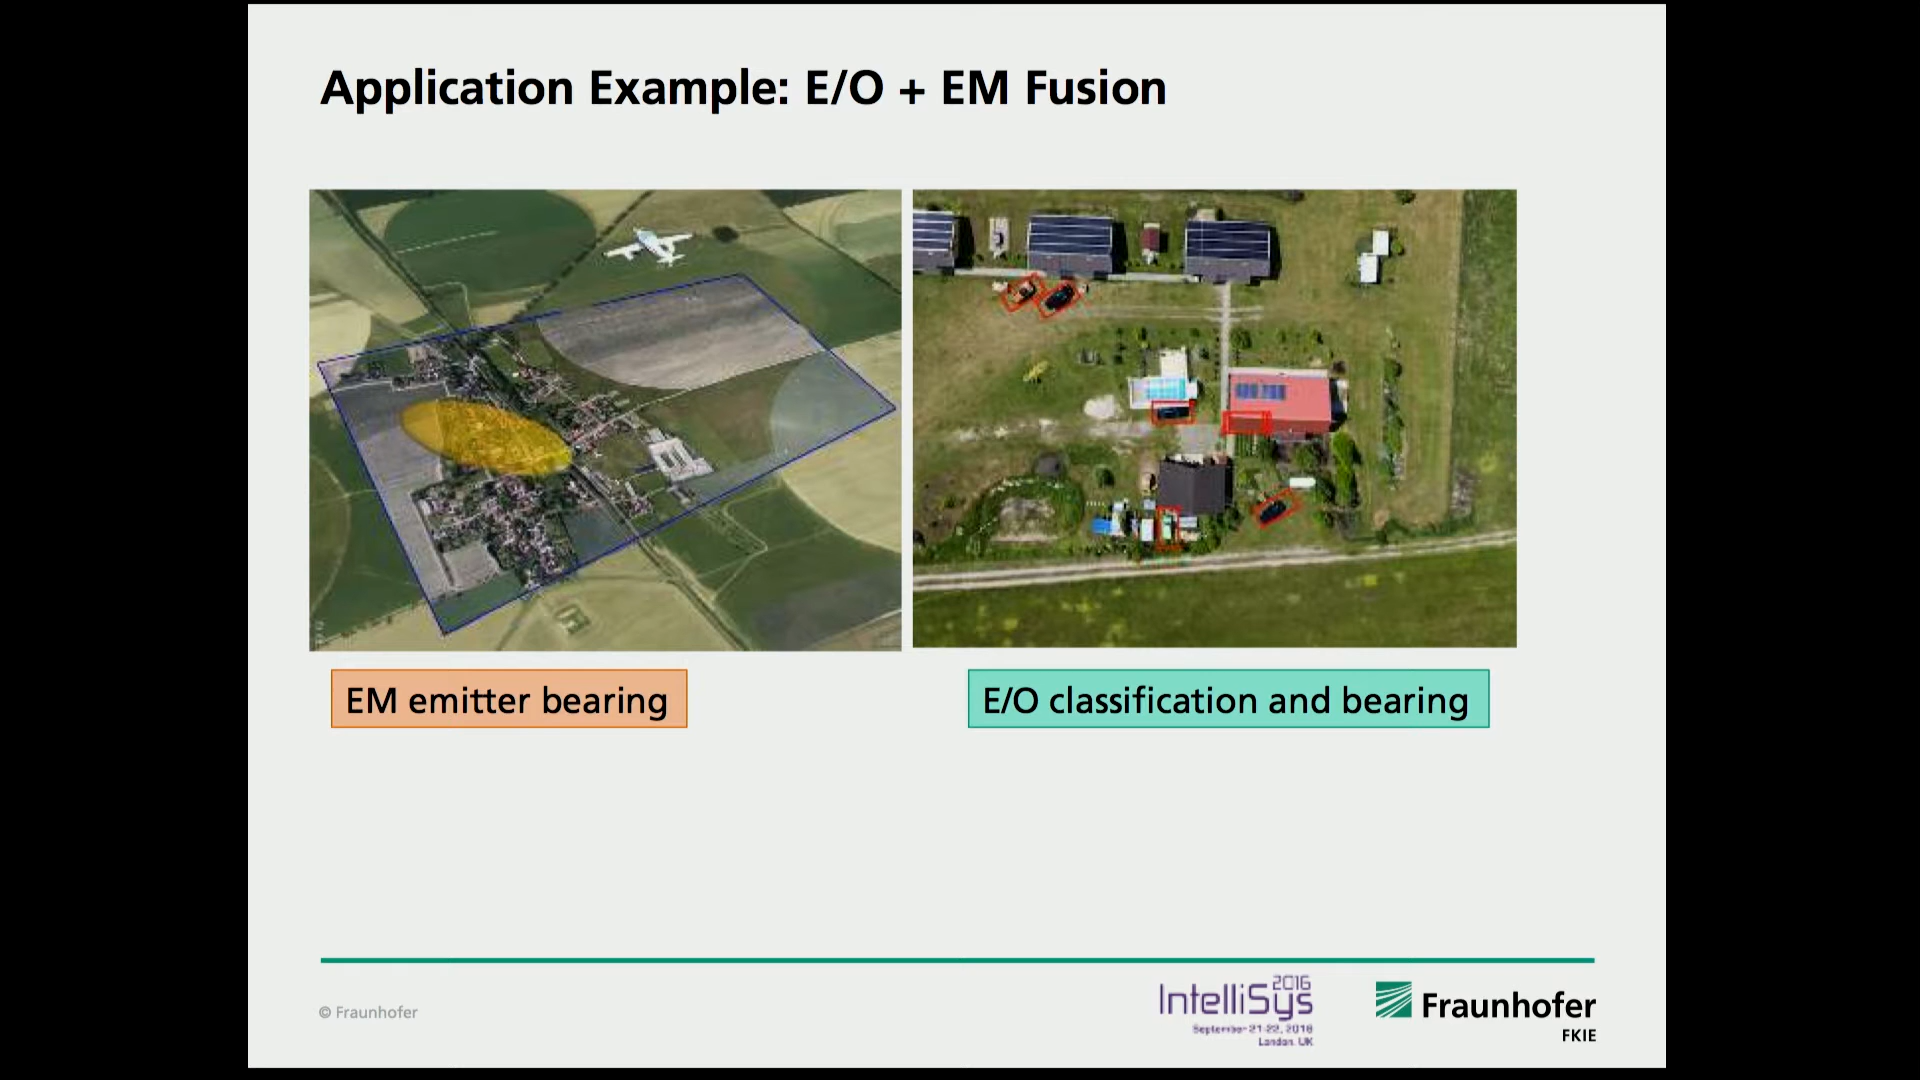 Application Example: E/O + EM Fusion
EM emitter bearing
E/O classification and bearing
© Fraunhofer
IntelliSys 2016
September 21-22, 2016
London, UK
Fraunhofer
FKIE